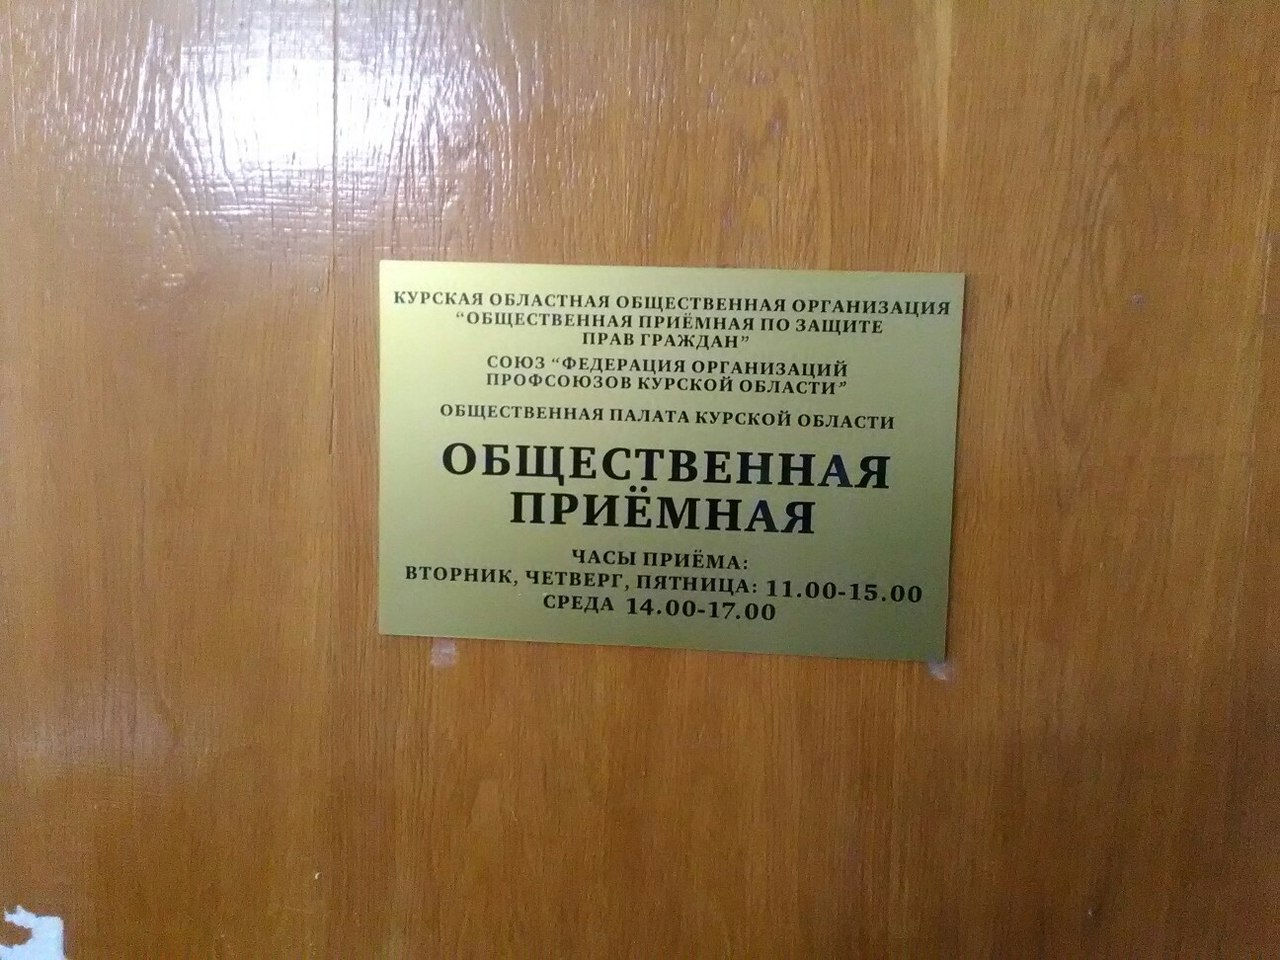 КУРСКАЯ ОБЛАСТНАЯ ОБЩЕСТВЕННАЯ ОРГАНИЗАЦИЯ
“ОБЩЕСТВЕННАЯ ПРИЁМНАЯ ПО ЗАЩИТЕ
ПРАВ ГРАЖДАН”
СОЮЗ “ФЕДЕРАЦИЯ ОРГАНИЗАЦИЙ
ПРОФСОЮЗОВ КУРСКОЙ ОБЛАСТИ”
ОБЩЕСТВЕННАЯ ПАЛАТА КУРСКОЙ ОБЛАСТИ
ОБЩЕСТВЕННАЯ
ПРИЁМНАЯ
ЧАСЫ ПРИЁМА:
ВТОРНИК, ЧЕТВЕРГ, ПЯТНИЦА: 11.00-15.00
СРЕДА 14.00-17.00